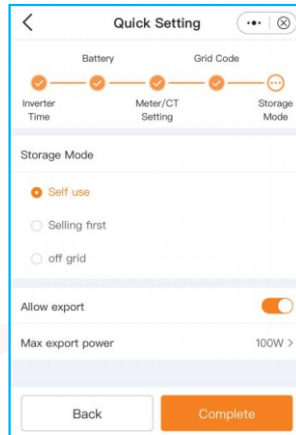 Quick Setting
Battery
Grid Code
Inverter
Time
Meter/CT
Setting
Storage
Mode
Storage Mode
Self use
Selling first
off grid
Allow export
Max export power
100W >
Back
Complete